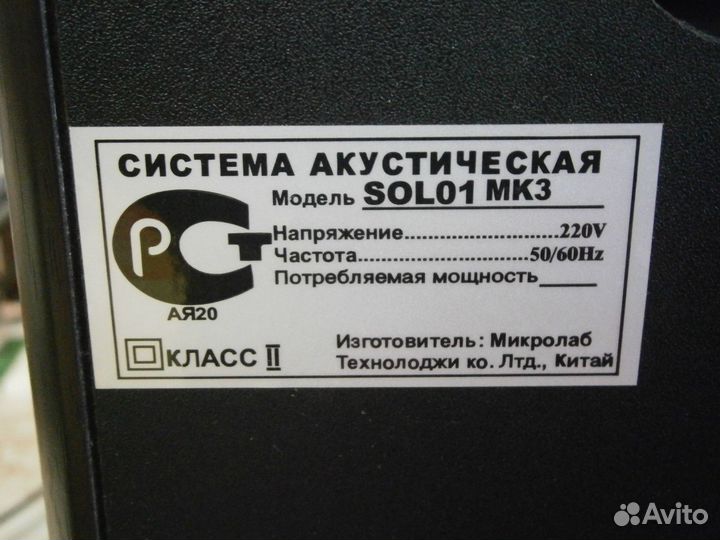 СИСТЕМА АКУСТИЧЕСКАЯ
Модель SOL01 MK3
Напряжение..............................220V
Частота......................................50/60Hz
Потребляемая мощность_____
РСТ
АЯ20
КЛАСС II
Изготовитель: Микролаб
Технолоджи ко. Лтд., Китай
Avito